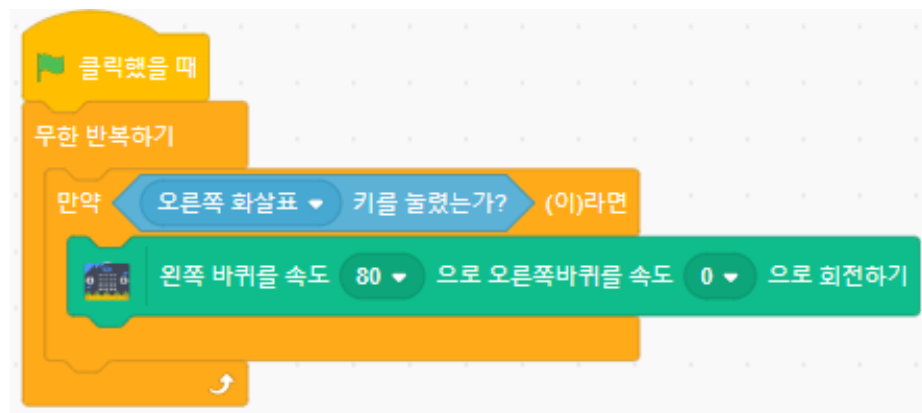 클릭했을 때
무한 반복하기
만약 오른쪽 화살표 키를 눌렸는가? (이)라면
왼쪽 바퀴를 속도 80 으로 오른쪽바퀴를 속도 0 으로 회전하기